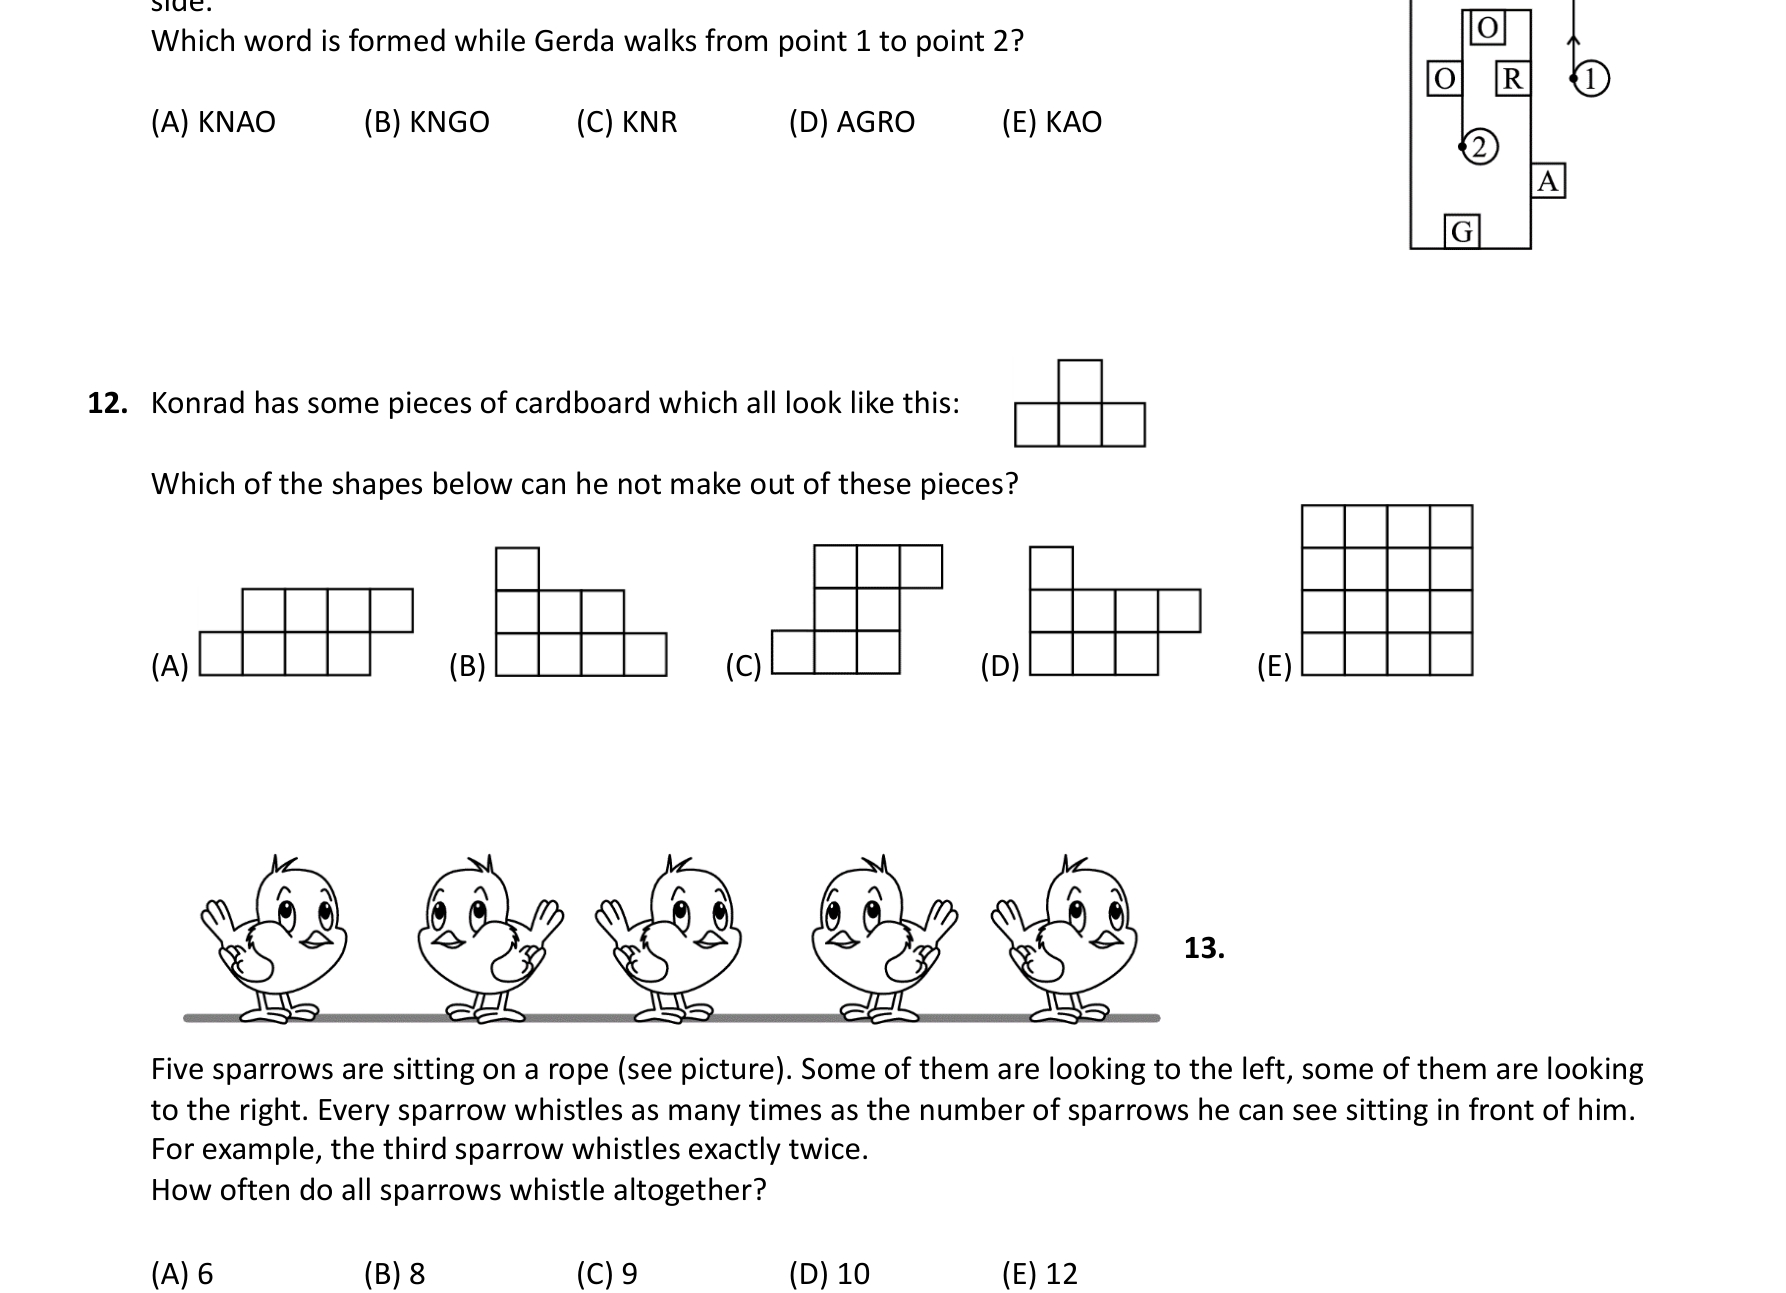 side.
Which word is formed while Gerda walks from point 1 to point 2?
(A) KNAO (B) KNGO (C) KNR (D) AGRO (E) KAO
O
O R 1
2
A
G
12. Konrad has some pieces of cardboard which all look like this:
Which of the shapes below can he not make out of these pieces?
(A) (B) (C) (D) (E)
13.
Five sparrows are sitting on a rope (see picture). Some of them are looking to the left, some of them are looking
to the right. Every sparrow whistles as many times as the number of sparrows he can see sitting in front of him.
For example, the third sparrow whistles exactly twice.
How often do all sparrows whistle altogether?
(A) 6 (B) 8 (C) 9 (D) 10 (E) 12